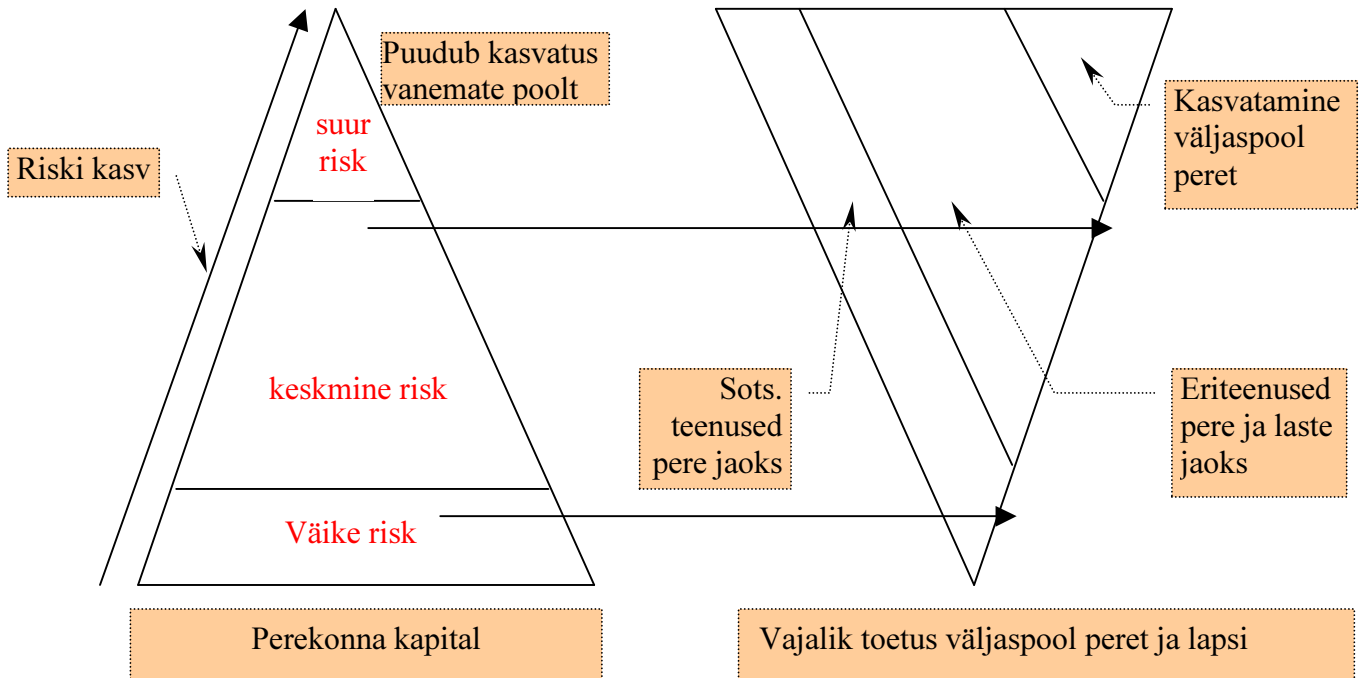 Puudub kasvatus
vanemate poolt
suur
risk
Riski kasv
Kasvatamine
väljaspool
peret
keskmine risk
Sots.
teenused
pere jaoks
Eriteenused
pere ja laste
jaoks
Väike risk
Perekonna kapital
Vajalik toetus väljaspool peret ja lapsi